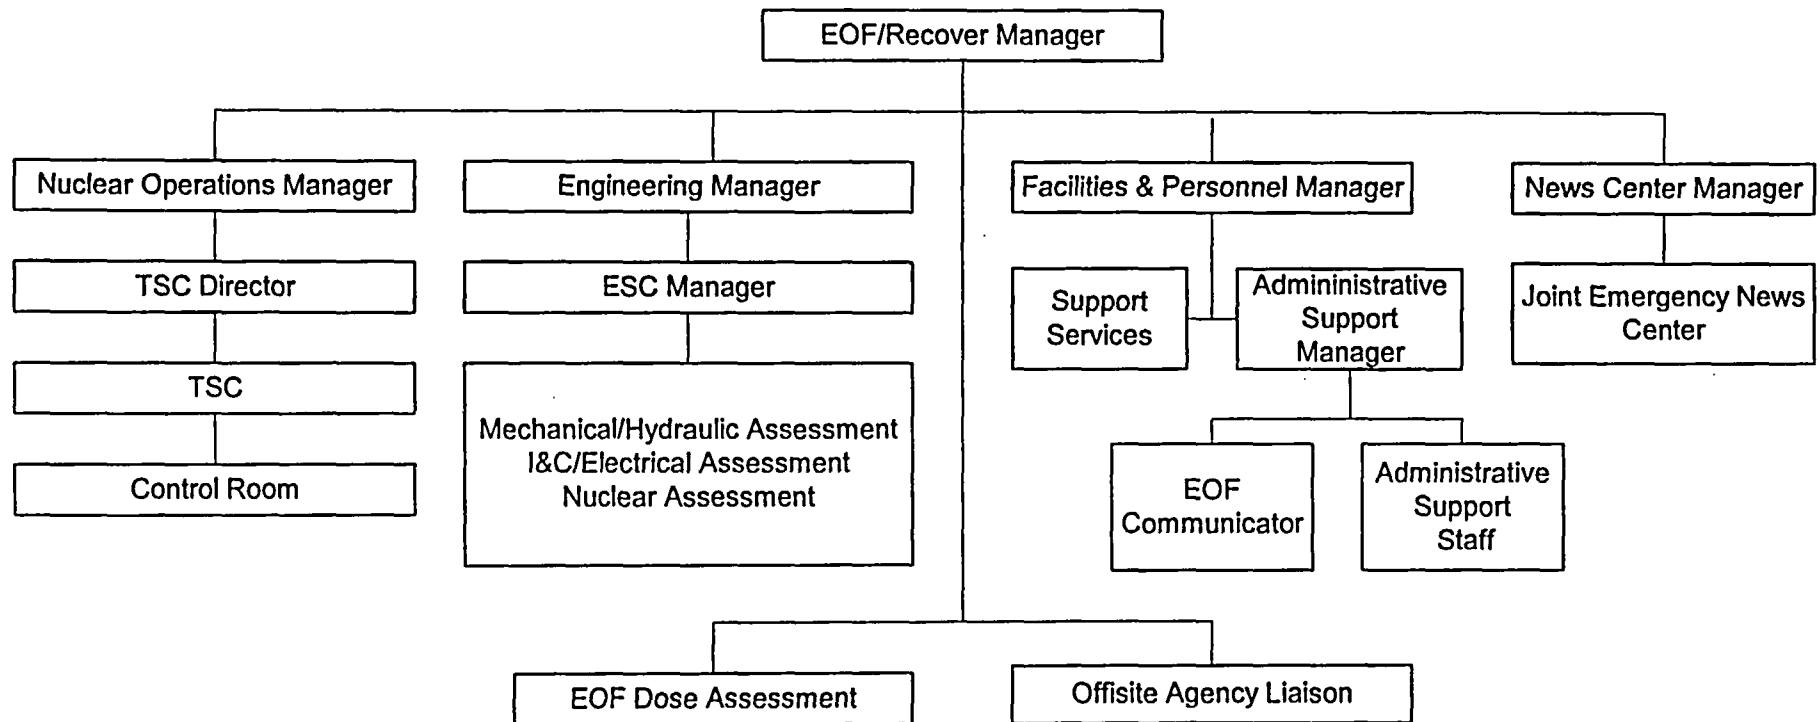 EOF/Recover Manager
Nuclear Operations Manager
Engineering Manager
Facilities & Personnel Manager
News Center Manager
TSC Director
ESC Manager
Support
Services
Admininistrative
Support
Manager
Joint Emergency News
Center
TSC
Mechanical/Hydraulic Assessment
I&C/Electrical Assessment
Nuclear Assessment
Control Room
EOF
Communicator
Administrative
Support
Staff
EOF Dose Assessment
Offisite Agency Liaison